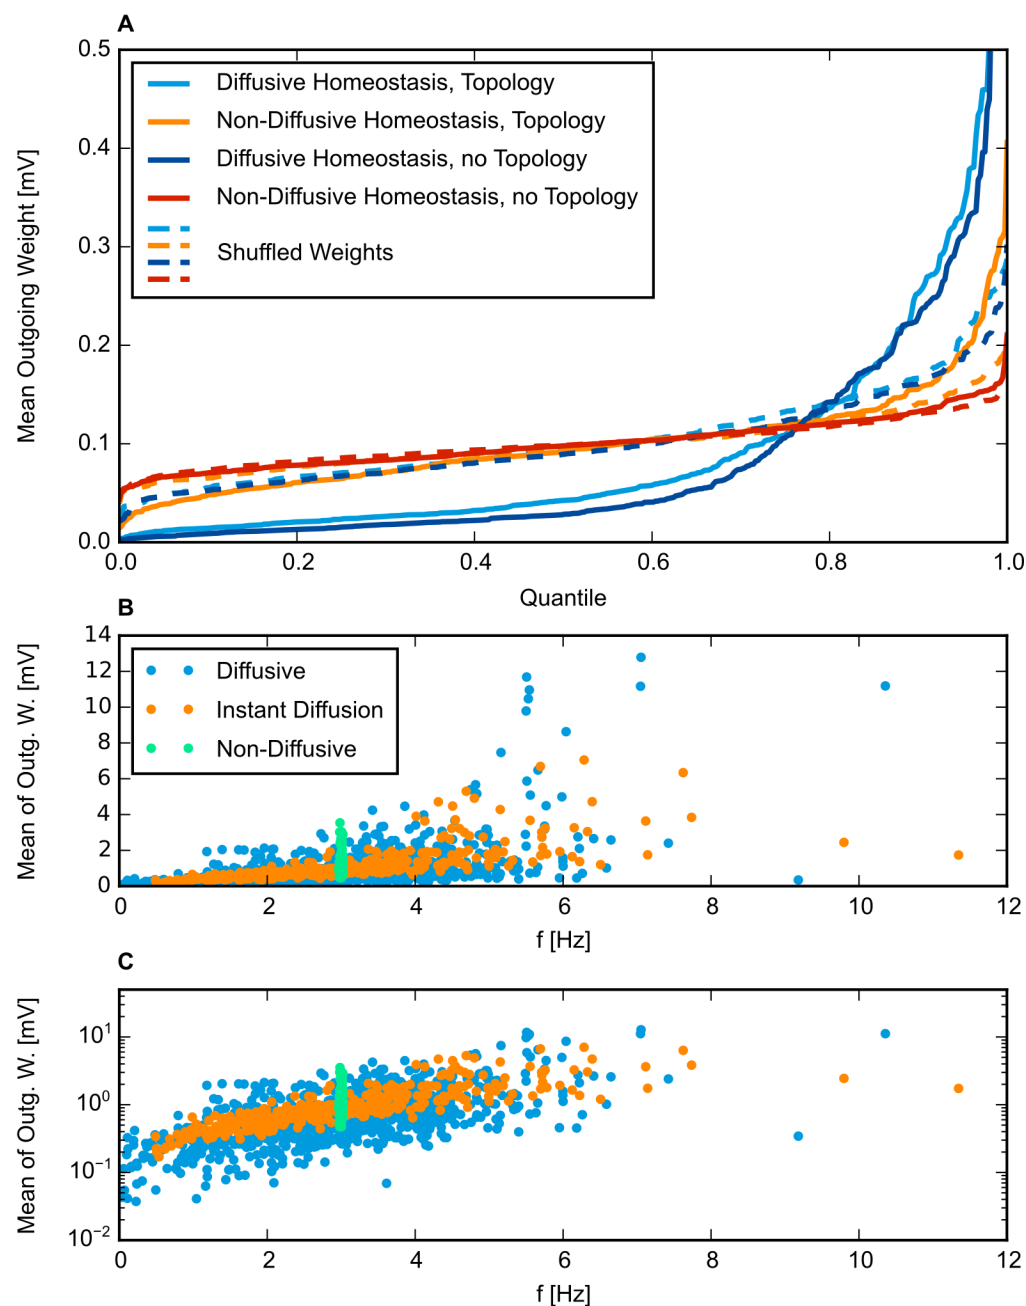 A
0.5
0.4
0.3
0.2
0.1
0.0
Mean Outgoing Weight [mV]
Diffusive Homeostasis, Topology
Non-Diffusive Homeostasis, Topology
Diffusive Homeostasis, no Topology
Non-Diffusive Homeostasis, no Topology
Shuffled Weights
0.0 0.2 0.4 0.6 0.8 1.0
Quantile
B
14
12
10
8
6
4
2
0
Mean of Outg. W. [mV]
Diffusive
Instant Diffusion
Non-Diffusive
0 2 4 6 8 10 12
f [Hz]
C
10¹
10⁰
10⁻¹
10⁻²
Mean of Outg. W. [mV]
0 2 4 6 8 10 12
f [Hz]